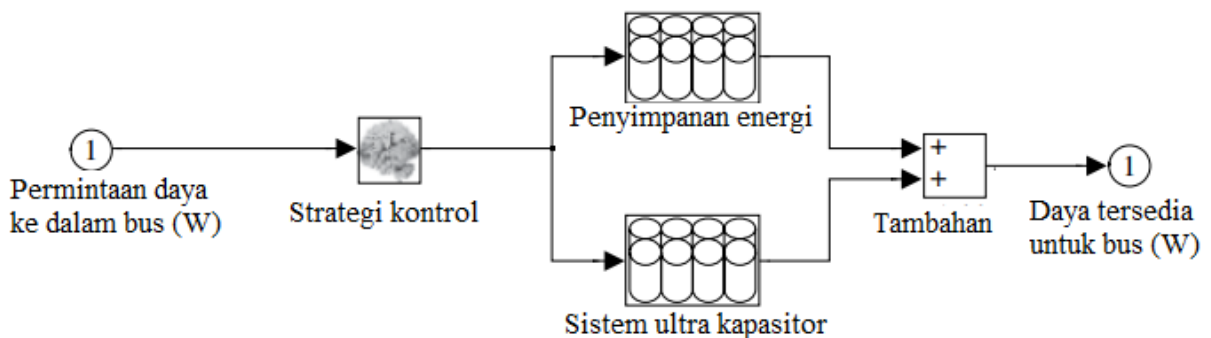 Penyimpanan energi
1
Permintaan daya
ke dalam bus (W)
Strategi kontrol
+
+
Tambahan
1
Daya tersedia
untuk bus (W)
Sistem ultra kapasitor